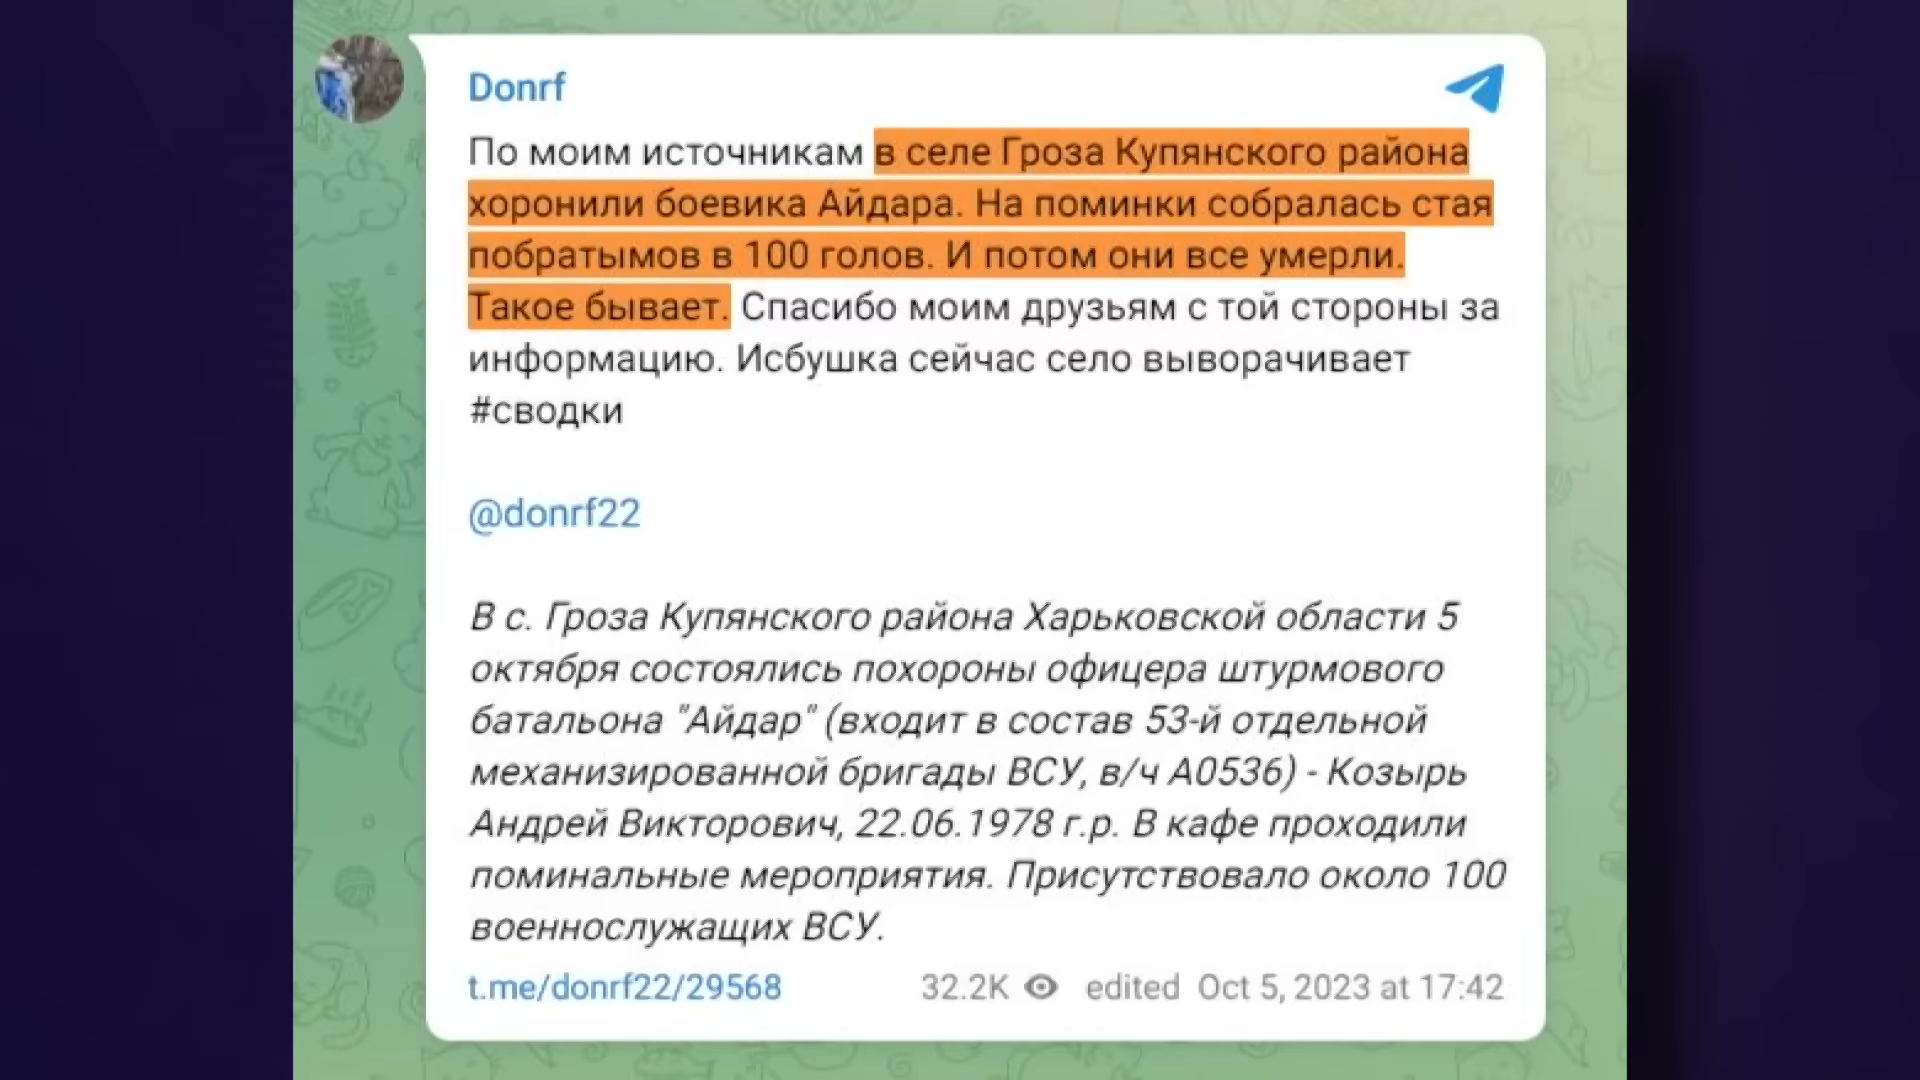 Donrf
По моим источникам в селе Гроза Купянского района
хоронили боевика Айдара. На поминки собралась стая
побратымов в 100 голов. И потом они все умерли.
Такое бывает. Спасибо моим друзьям с той стороны за
информацию. Исбушка сейчас село выворачивает
#сводки
@donrf22
В с. Гроза Купянского района Харьковской области 5
октября состоялись похороны офицера штурмового
батальона "Айдар" (входит в состав 53-й отдельной
механизированной бригады ВСУ, в/ч А0536) - Козырь
Андрей Викторович, 22.06.1978 г.р. В кафе проходили
поминальные мероприятия. Присутствовало около 100
военнослужащих ВСУ.
t.me/donrf22/29568 32.2K edited Oct 5, 2023 at 17:42